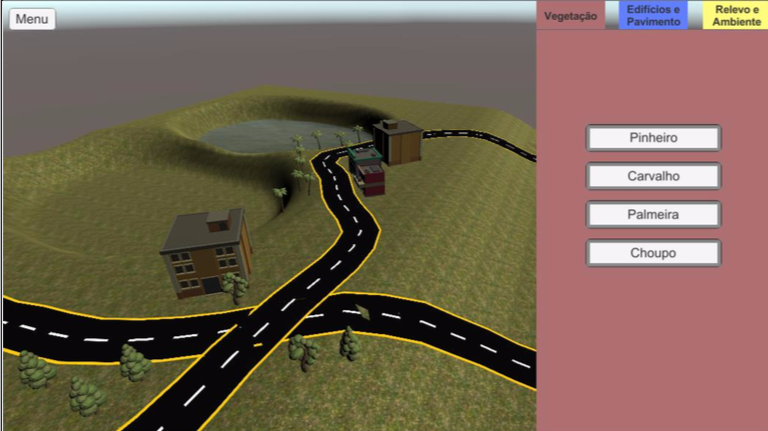 Menu
Vegetação
Edifícios e
Pavimento
Relevo e
Ambiente
Pinheiro
Carvalho
Palmeira
Choupo